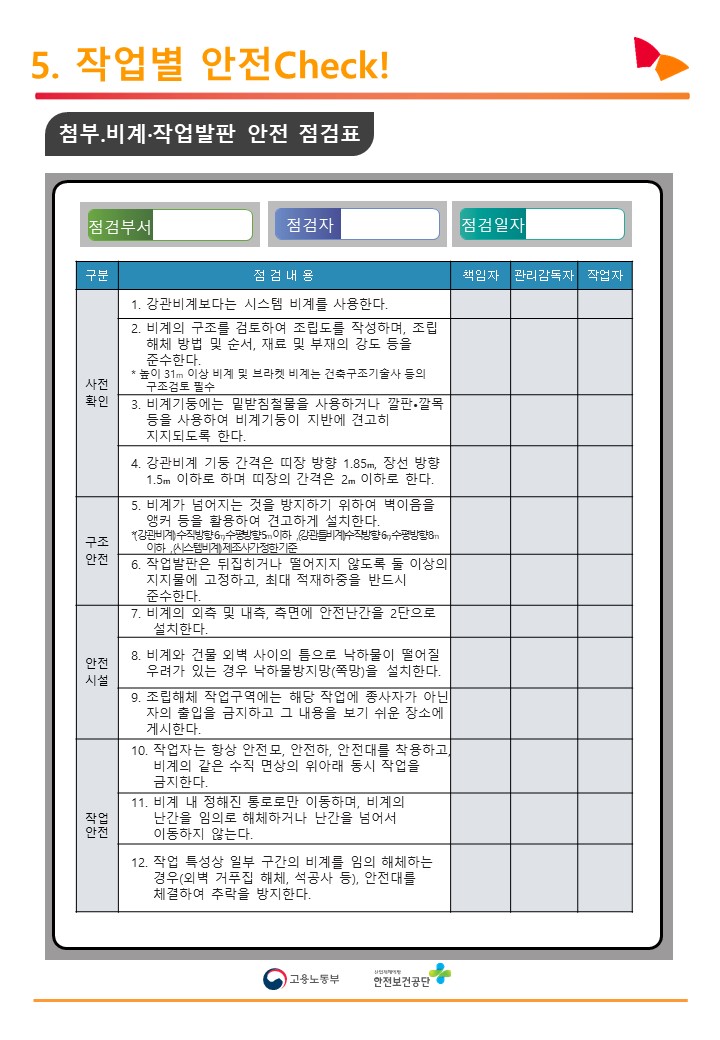 5. 작업별 안전Check!
첨부.비계·작업발판 안전 점검표
점검부서
점검자
점검일자
구분
점 검 내 용
책임자
관리감독자
작업자
사전
확인
1. 강관비계보다는 시스템 비계를 사용한다.
2. 비계의 구조를 검토하여 조립도를 작성하며, 조립
해체 방법 및 순서, 재료 및 부재의 강도 등을
준수한다.
* 높이 31m 이상 비계 및 브라켓 비계는 건축구조기술사 등의
구조검토 필수
3. 비계기둥에는 밑받침철물을 사용하거나 깔판•깔목
등을 사용하여 비계기둥이 지반에 견고히
지지되도록 한다.
4. 강관비계 기둥 간격은 띠장 방향 1.85m, 장선 방향
1.5m 이하로 하며 띠장의 간격은 2m 이하로 한다.
구조
안전
5. 비계가 넘어지는 것을 방지하기 위하여 벽이음을
앵커 등을 활용하여 견고하게 설치한다.
*(강관비계)수직방향 6m, 수평방향 5m 이하 , (강관틀비계)수직방향 6m, 수평방향 8m
이하 , (시스템비계)제조사가 정한 기준
6. 작업발판은 뒤집히거나 떨어지지 않도록 둘 이상의
지지물에 고정하고, 최대 적재하중을 반드시
준수한다.
안전
시설
7. 비계의 외측 및 내측, 측면에 안전난간을 2단으로
설치한다.
8. 비계와 건물 외벽 사이의 틈으로 낙하물이 떨어질
우려가 있는 경우 낙하물방지망(쪽망)을 설치한다.
9. 조립해체 작업구역에는 해당 작업에 종사자가 아닌
자의 출입을 금지하고 그 내용을 보기 쉬운 장소에
게시한다.
작업
안전
10. 작업자는 항상 안전모, 안전하, 안전대를 착용하고,
비계의 같은 수직 면상의 위아래 동시 작업을
금지한다.
11. 비계 내 정해진 통로로만 이동하며, 비계의
난간을 임의로 해체하거나 난간을 넘어서
이동하지 않는다.
12. 작업 특성상 일부 구간의 비계를 임의 해체하는
경우(외벽 거푸집 해체, 석공사 등), 안전대를
체결하여 추락을 방지한다.
고용노동부
안전보건공단